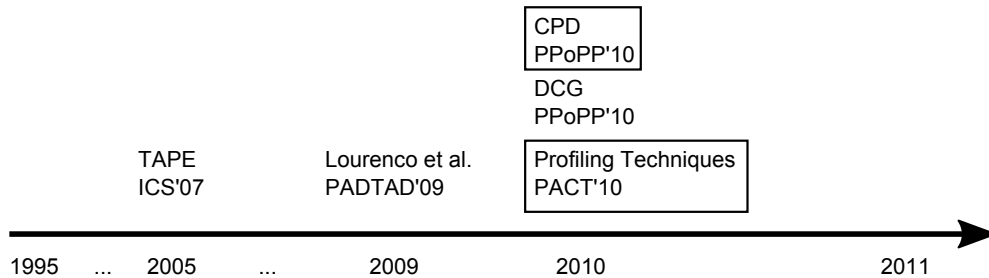 CPD
PPoPP'10
DCG
PPoPP'10
TAPE
ICS'07
Lourenco et al.
PADTAD'09
Profiling Techniques
PACT'10
1995 ... 2005 ... 2009 2010 2011